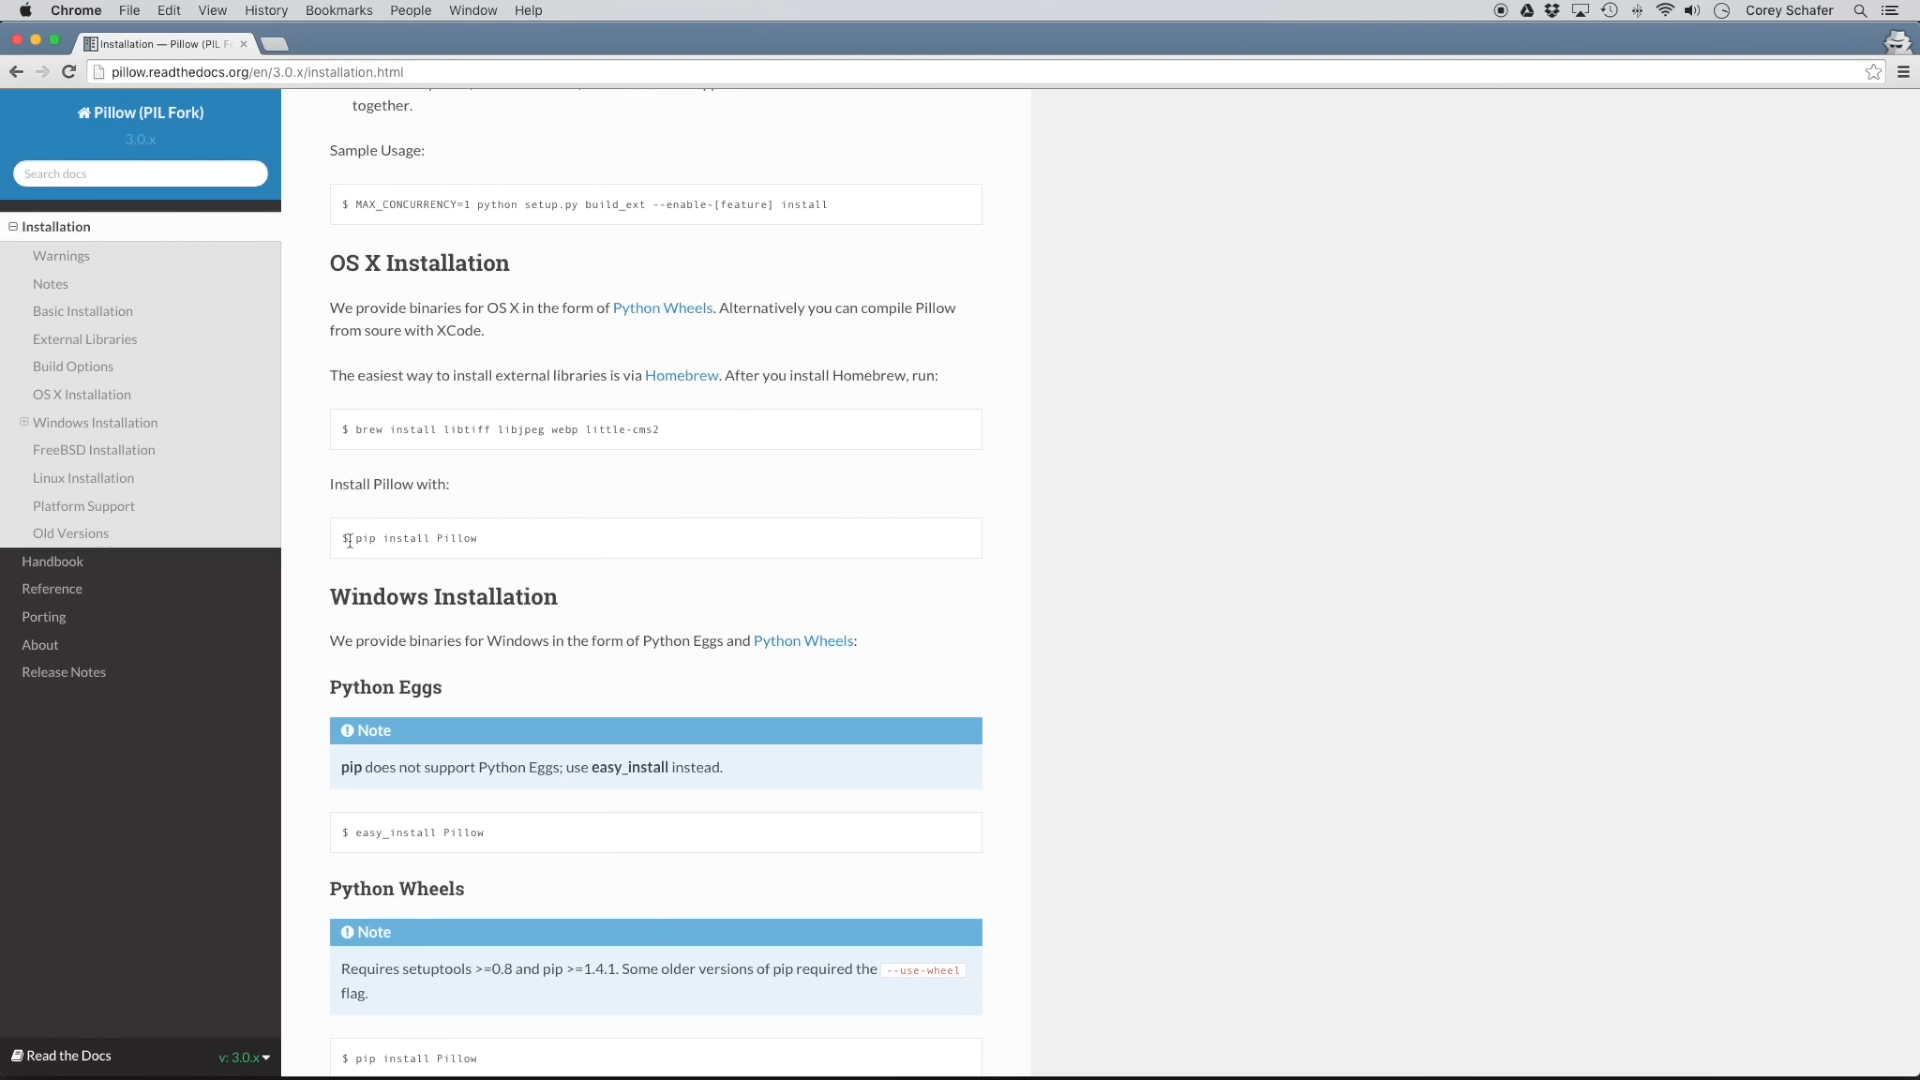 Chrome File Edit View History Bookmarks People Window Help Corey Schafer
Installation — Pillow (PIL F
pillow.readthedocs.org/en/3.0.x/installation.html
Pillow (PIL Fork)
3.0.x
Search docs
Installation
Warnings
Notes
Basic Installation
External Libraries
Build Options
OS X Installation
Windows Installation
FreeBSD Installation
Linux Installation
Platform Support
Old Versions
Handbook
Reference
Porting
About
Release Notes
Read the Docs v: 3.0.x
together.
Sample Usage:
$ MAX_CONCURRENCY=1 python setup.py build_ext --enable-[feature] install
OS X Installation
We provide binaries for OS X in the form of Python Wheels. Alternatively you can compile Pillow
from soure with XCode.
The easiest way to install external libraries is via Homebrew. After you install Homebrew, run:
$ brew install libtiff libjpeg webp little-cms2
Install Pillow with:
$ pip install Pillow
Windows Installation
We provide binaries for Windows in the form of Python Eggs and Python Wheels:
Python Eggs
Note
pip does not support Python Eggs; use easy_install instead.
$ easy_install Pillow
Python Wheels
Note
Requires setuptools >=0.8 and pip >=1.4.1. Some older versions of pip required the --use-wheel
flag.
$ pip install Pillow